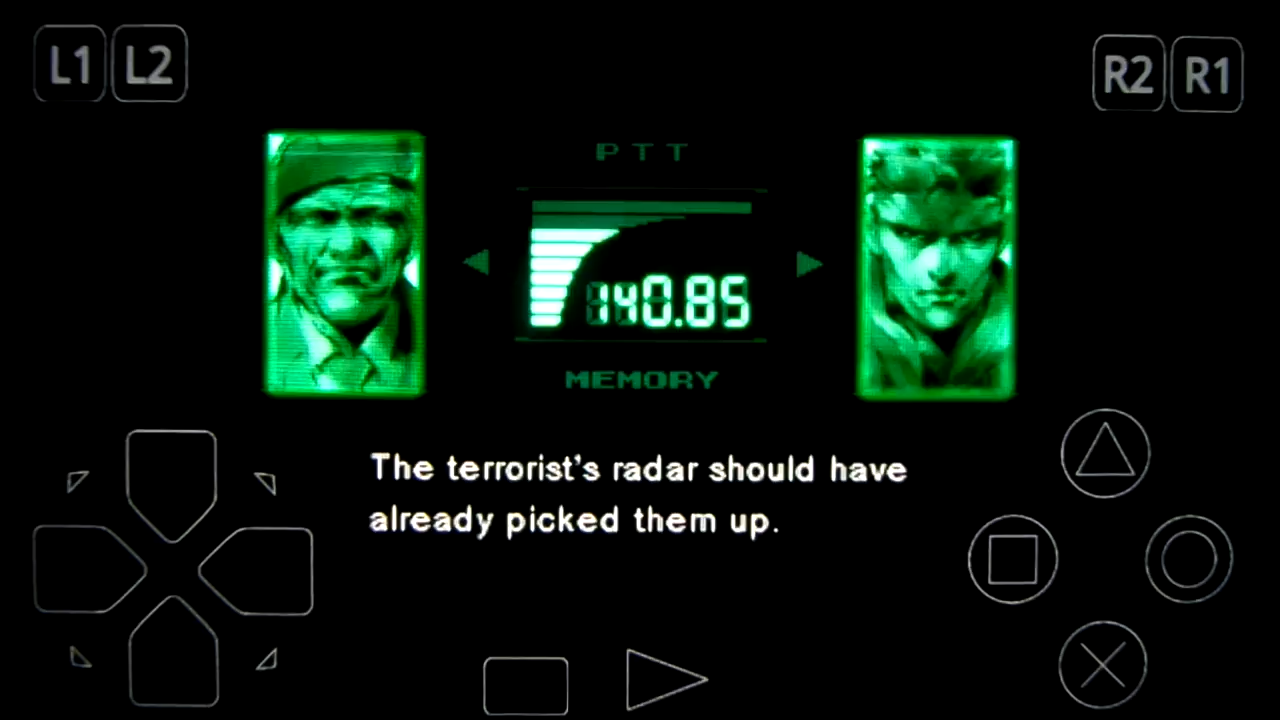 L1 L2 R2 R1
PTT
140.85
MEMORY
The terrorist's radar should have
already picked them up.